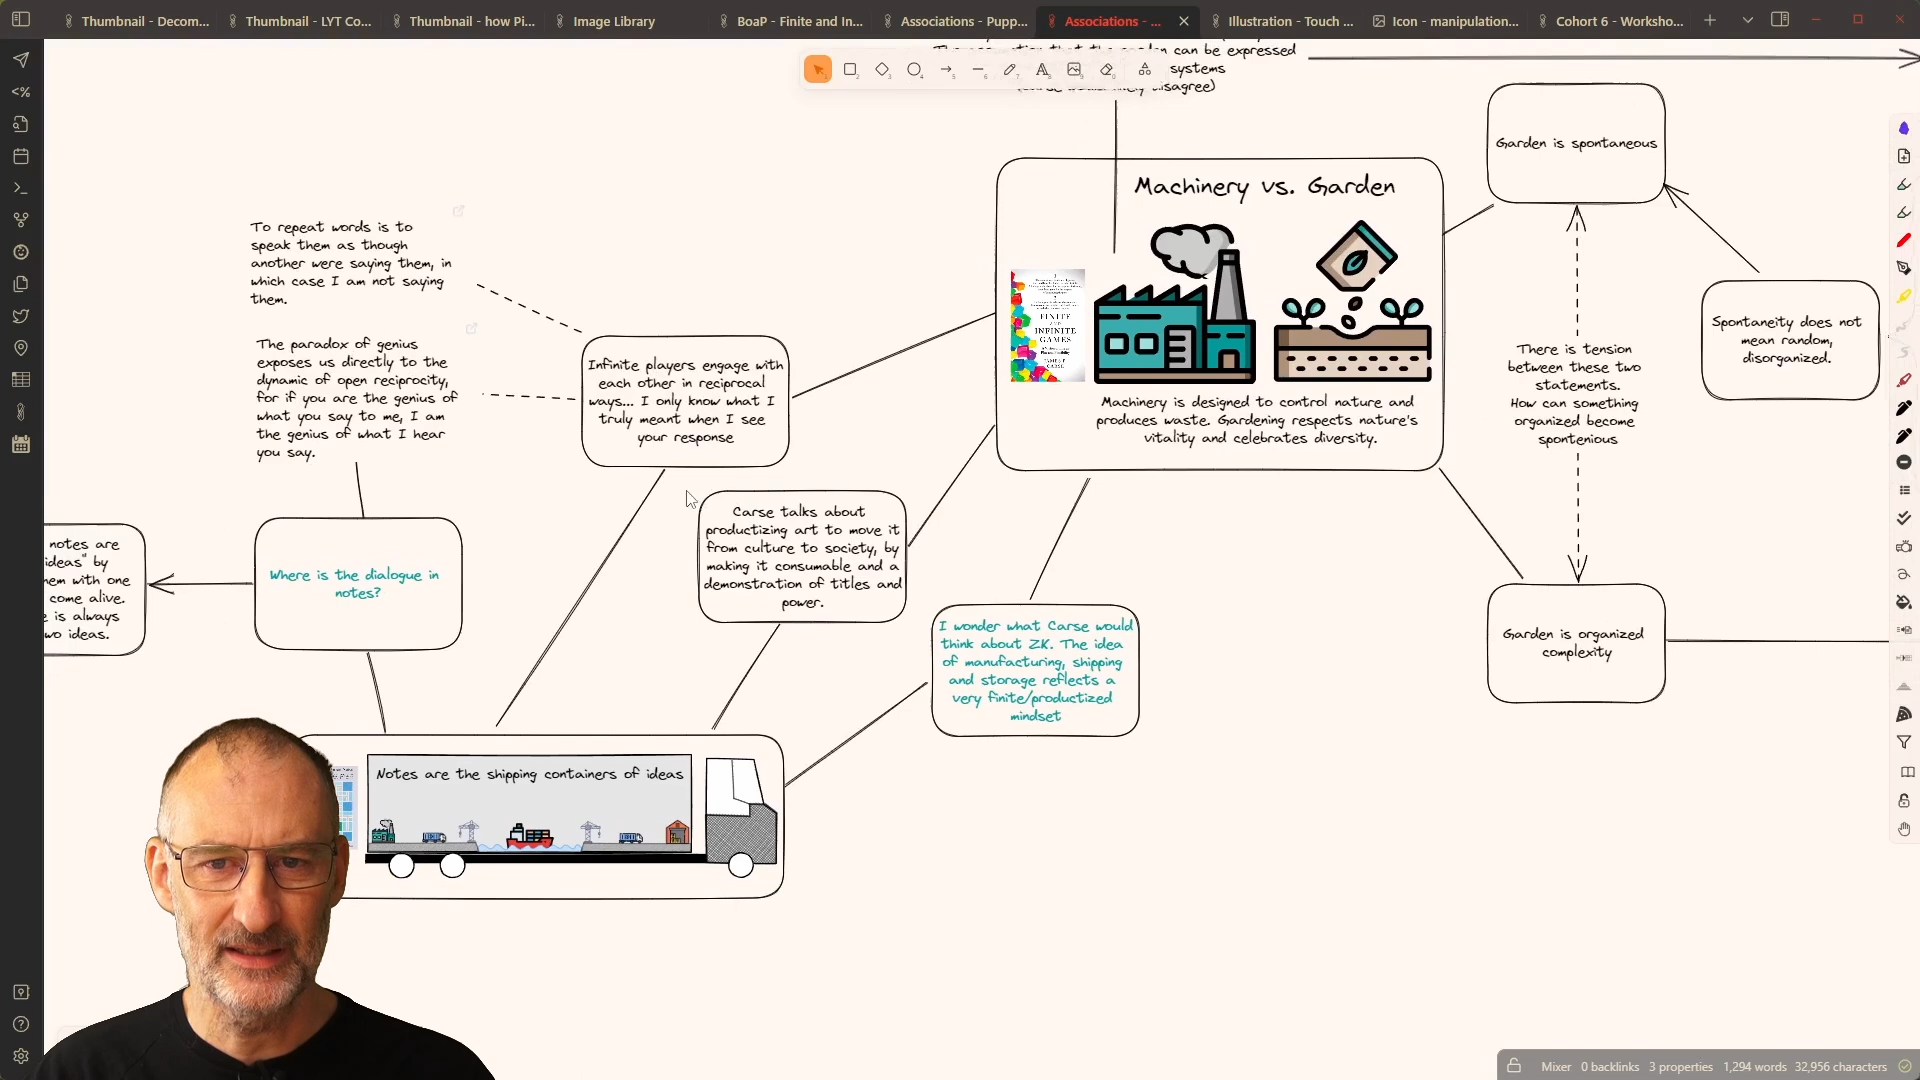 Thumbnail - Decom...
Thumbnail - LYT Co...
Thumbnail - how Pi...
Image Library
BoaP - Finite and In...
Associations - Pupp...
Associations - ...
Illustration - Touch ...
Icon - manipulation...
Cohort 6 - Worksho...
can be expressed
systems
disagree)
Machinery vs. Garden
FINITE
AND
INFINITE
GAMES
Machinery is designed to control nature and
produces waste. Gardening respects nature's
vitality and celebrates diversity.
Garden is spontaneous
Spontaneity does not
mean random,
disorganized.
There is tension
between these two
statements.
How can something
organized become
spontenious
Garden is organized
complexity
To repeat words is to
speak them as though
another were saying them, in
which case I am not saying
them.
The paradox of genius
exposes us directly to the
dynamic of open reciprocity,
for if you are the genius of
what you say to me, I am
the genius of what I hear
you say.
Infinite players engage with
each other in reciprocal
ways... I only know what I
truly meant when I see
your response
Carse talks about
productizing art to move it
from culture to society, by
making it consumable and a
demonstration of titles and
power.
I wonder what Carse would
think about ZK. The idea
of manufacturing, shipping
and storage reflects a
very finite/productized
mindset
notes are
ideas" by
em with one
come alive.
is always
wo ideas.
Where is the dialogue in
notes?
Notes are the shipping containers of ideas
Mixer 0 backlinks 3 properties 1,294 words 32,956 characters